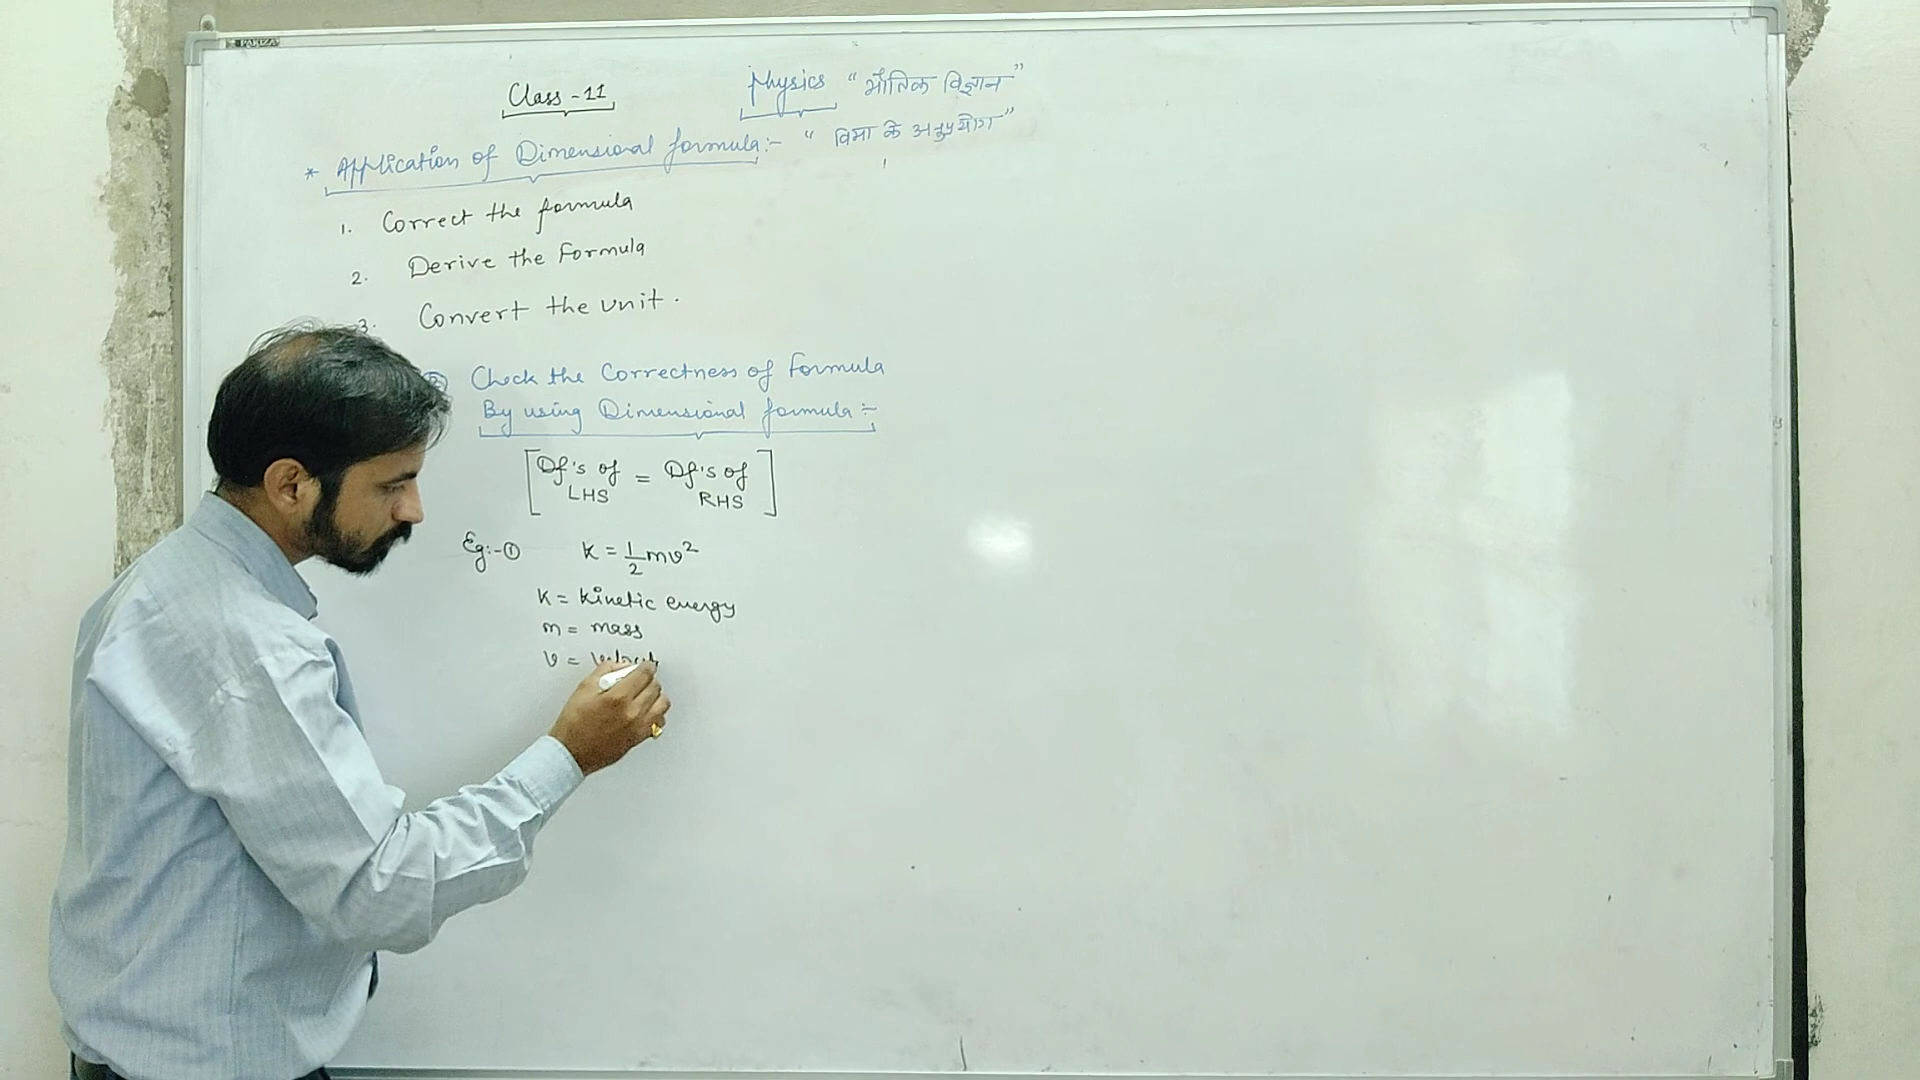 PARKER
Class - 11
Physics “भौतिक विज्ञान”
* Application of Dimensional formula:- “विमा के अनुप्रयोग”
1. Correct the formula
2. Derive the Formula
3. Convert the unit.
Check the Correctness of Formula
By using Dimensional formula :-
[Df's of LHS = Df's of RHS]
Eg:-① K = 1/2 mv²
K = Kinetic energy
m = mass
v =